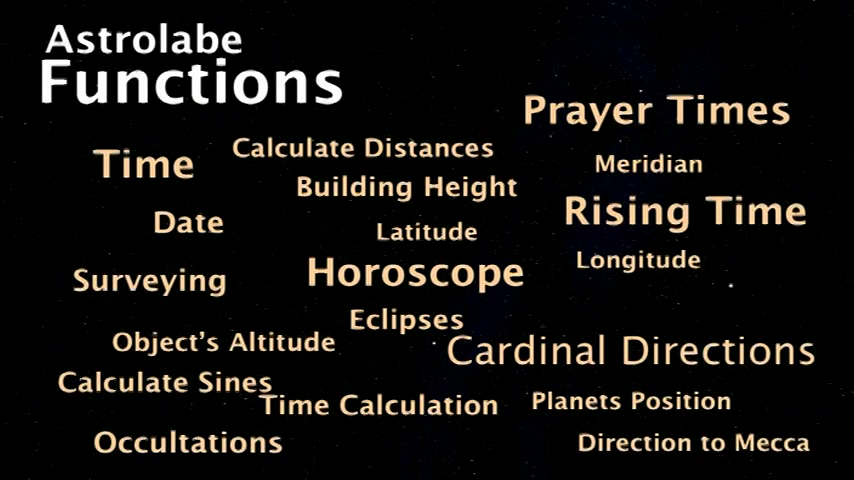 Astrolabe
Functions
Prayer Times
Calculate Distances
Time
Meridian
Building Height
Rising Time
Date
Latitude
Longitude
Surveying
Horoscope
Eclipses
Object's Altitude
Cardinal Directions
Calculate Sines
Time Calculation
Planets Position
Occultations
Direction to Mecca